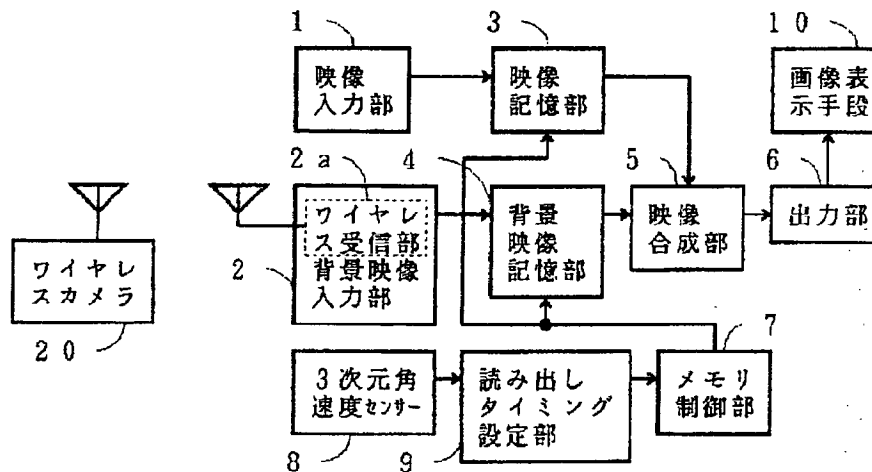 1
3
10
映像
入力部
映像
記憶部
画像表
示手段
2a
4
5
6
ワイヤレ
ス受信部
背景映像
入力部
背景
映像
記憶部
映像
合成部
出力部
ワイヤレ
スカメラ
2
20
7
3次元角
速度センサー
読み出し
タイミング
設定部
メモリ
制御部
8
9